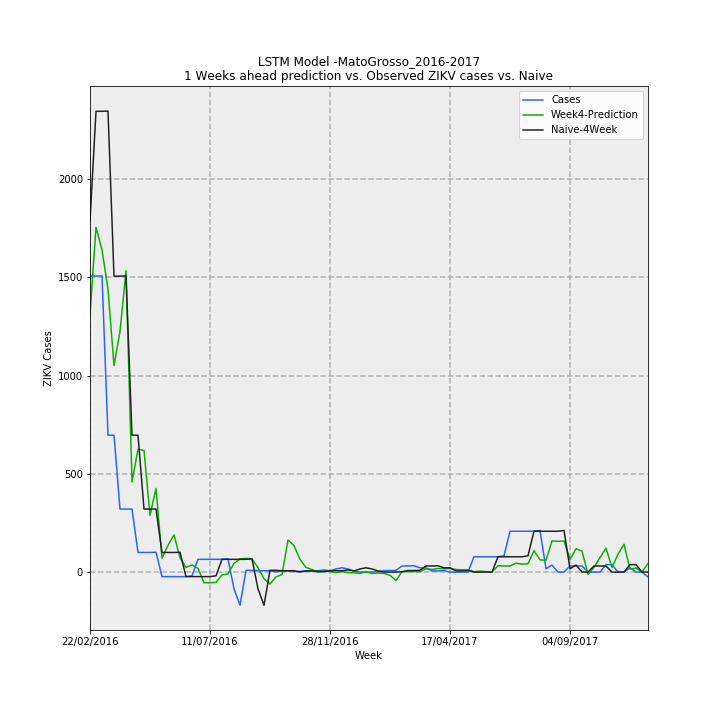 LSTM Model -MatoGrosso_2016-2017
1 Weeks ahead prediction vs. Observed ZIKV cases vs. Naive
Cases
Week4-Prediction
Naive-4Week
ZIKV Cases
2000
1500
1000
500
0
22/02/2016
11/07/2016
28/11/2016
17/04/2017
04/09/2017
Week